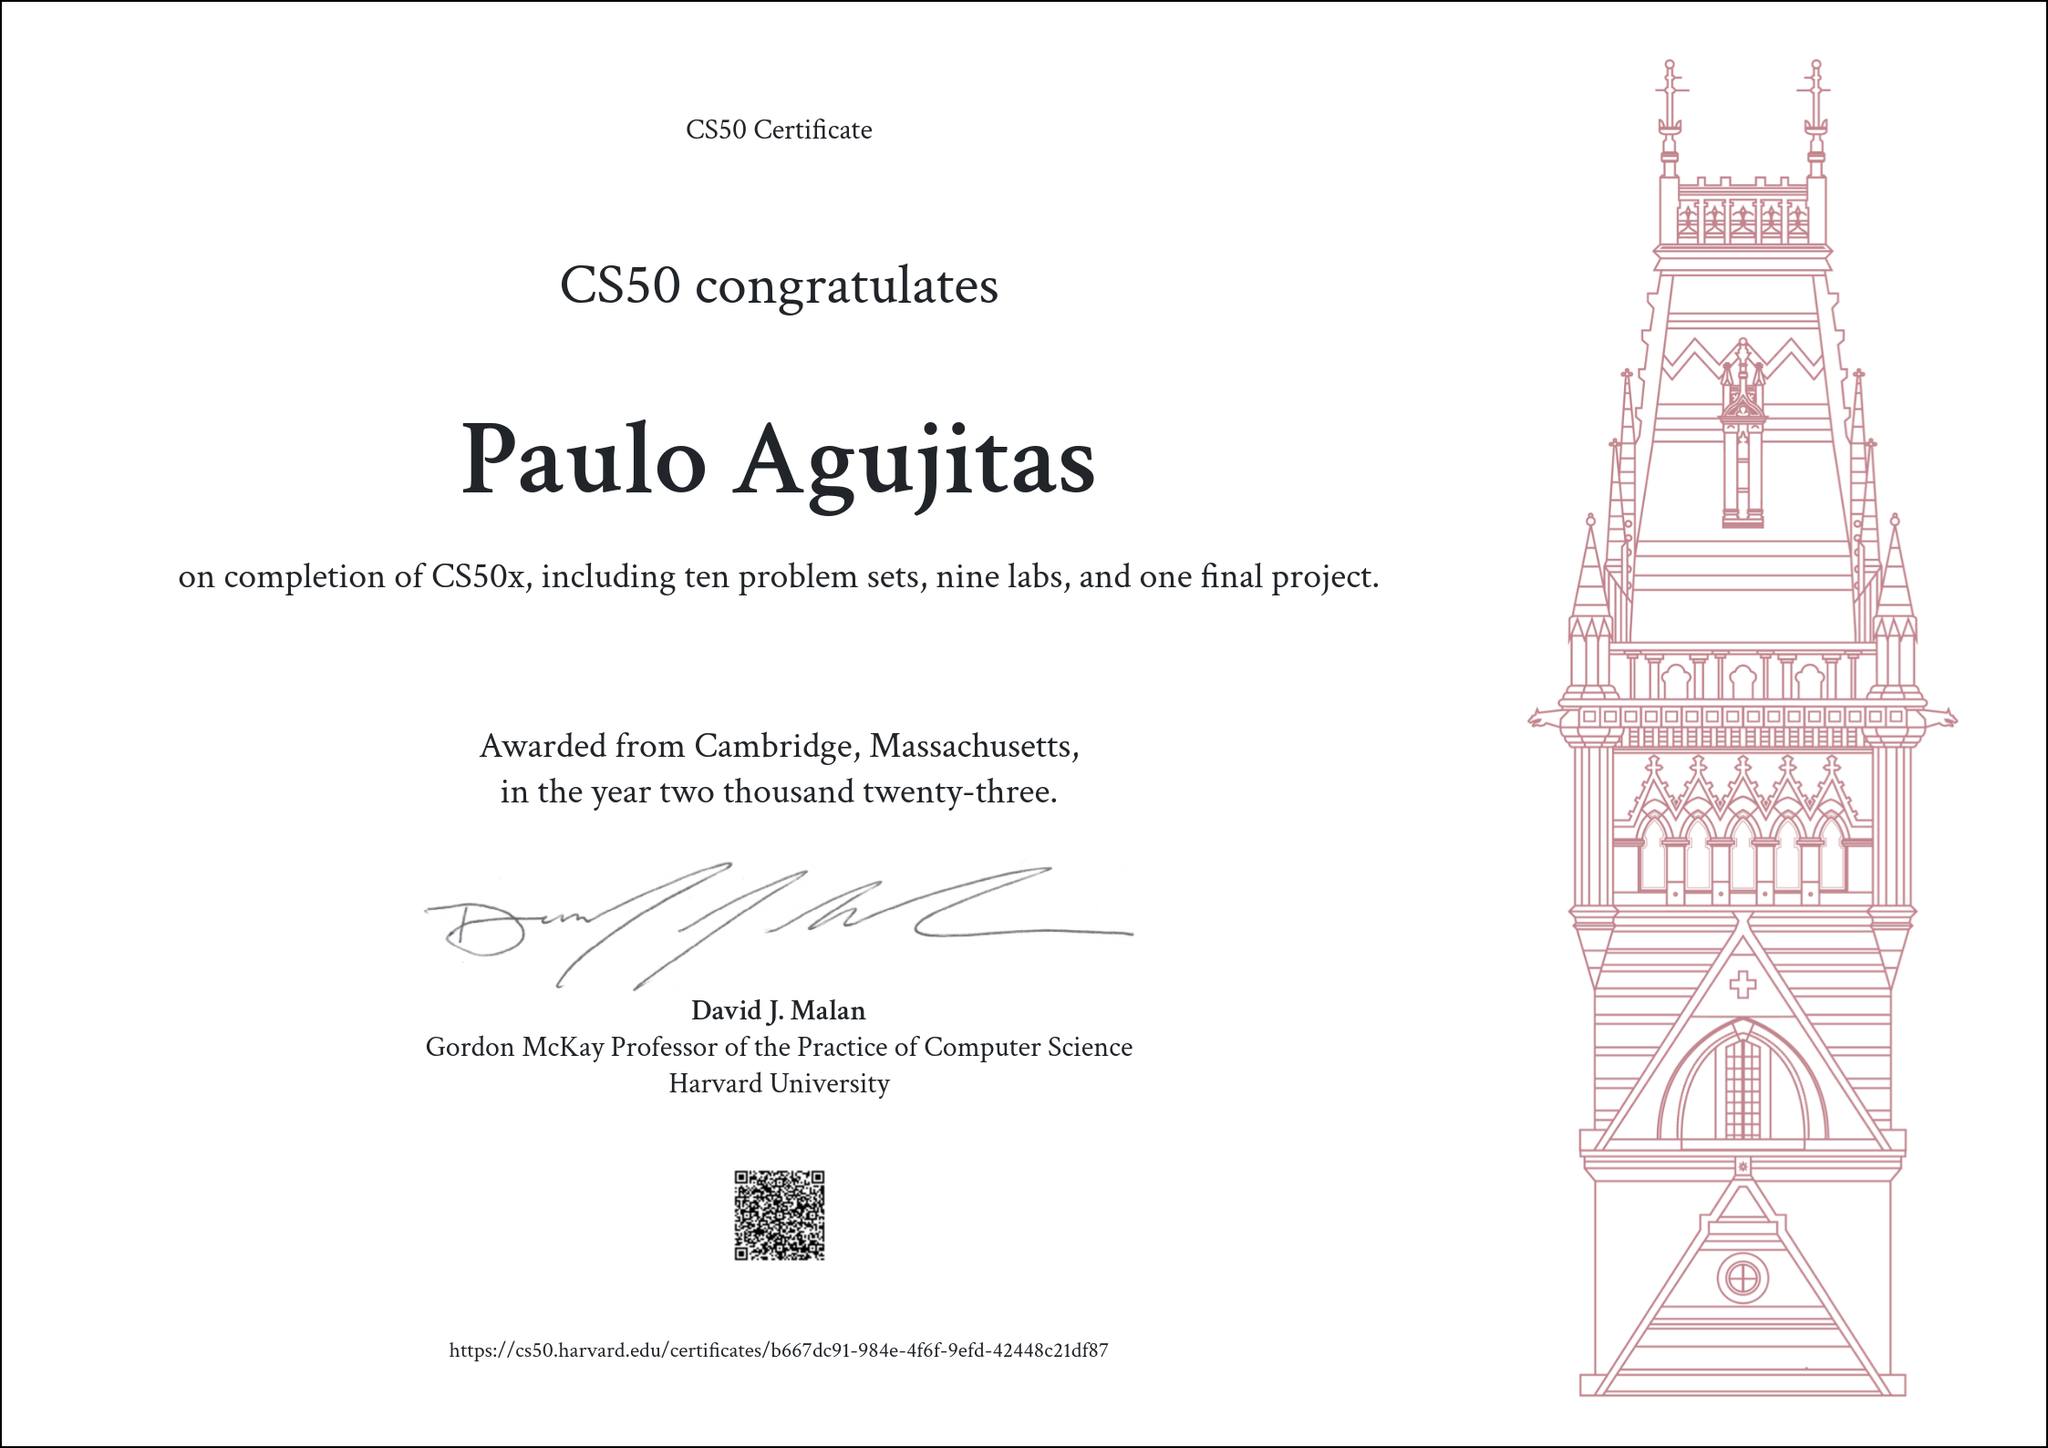 CS50 Certificate
CS50 congratulates
Paulo Agujitas
on completion of CS50x, including ten problem sets, nine labs, and one final project.
Awarded from Cambridge, Massachusetts,
in the year two thousand twenty-three.
David J. Malan
Gordon McKay Professor of the Practice of Computer Science
Harvard University
https://cs50.harvard.edu/certificates/b667dc91-984e-4f6f-9efd-42448c21df87